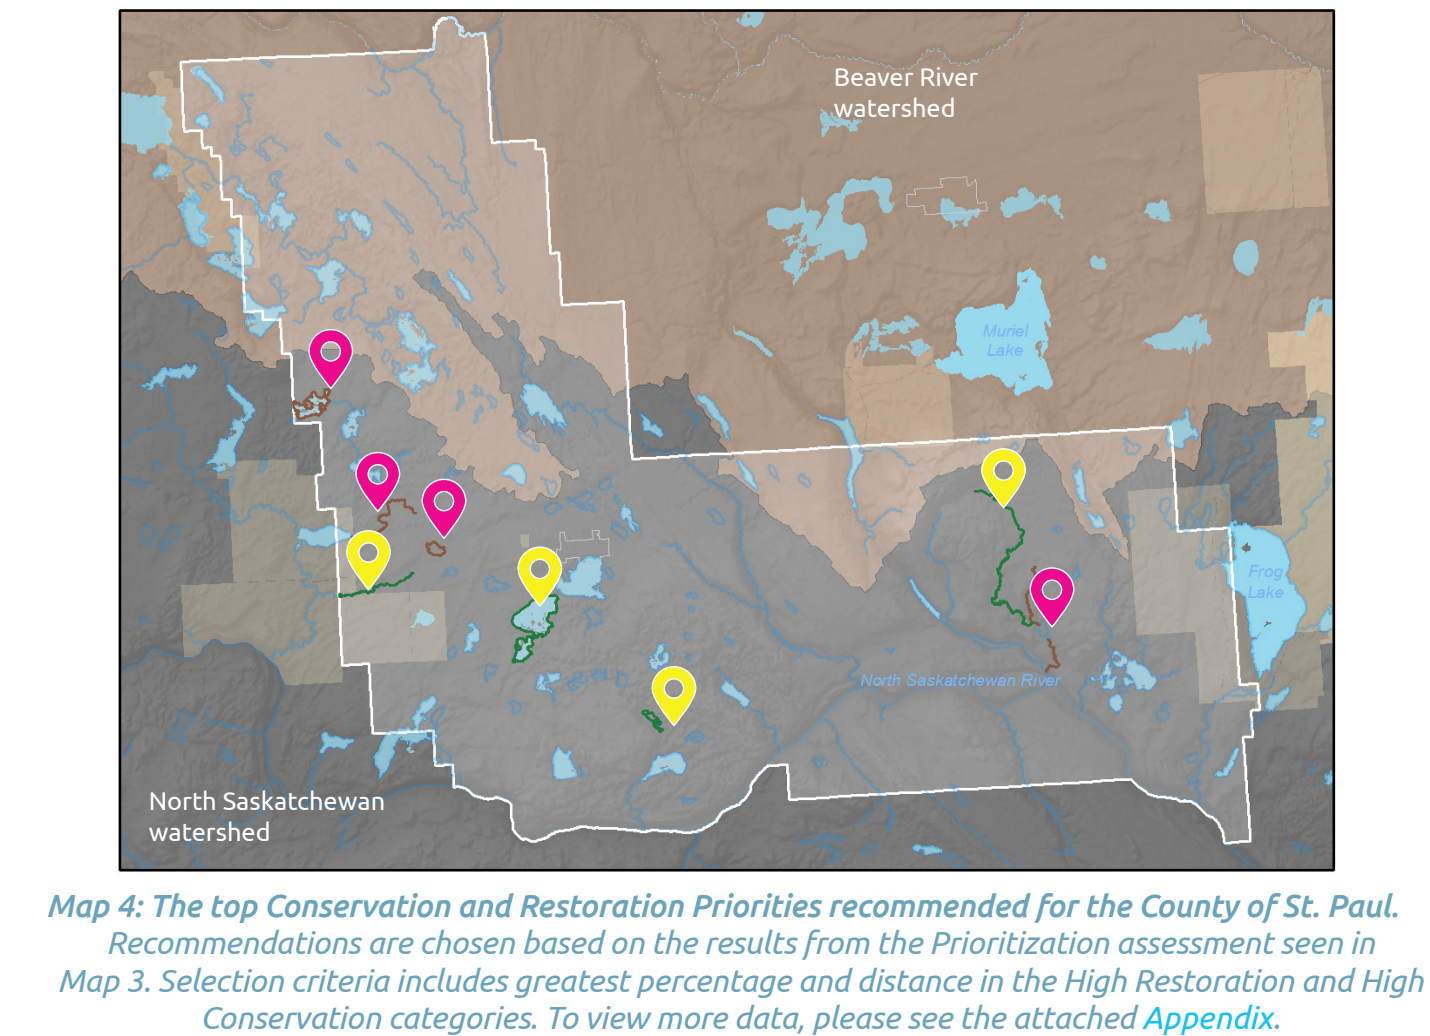 Beaver River
watershed
Muriel
Lake
Frog
Lake
North Saskatchewan River
North Saskatchewan
watershed
Map 4: The top Conservation and Restoration Priorities recommended for the County of St. Paul.
Recommendations are chosen based on the results from the Prioritization assessment seen in
Map 3. Selection criteria includes greatest percentage and distance in the High Restoration and High
Conservation categories. To view more data, please see the attached Appendix.